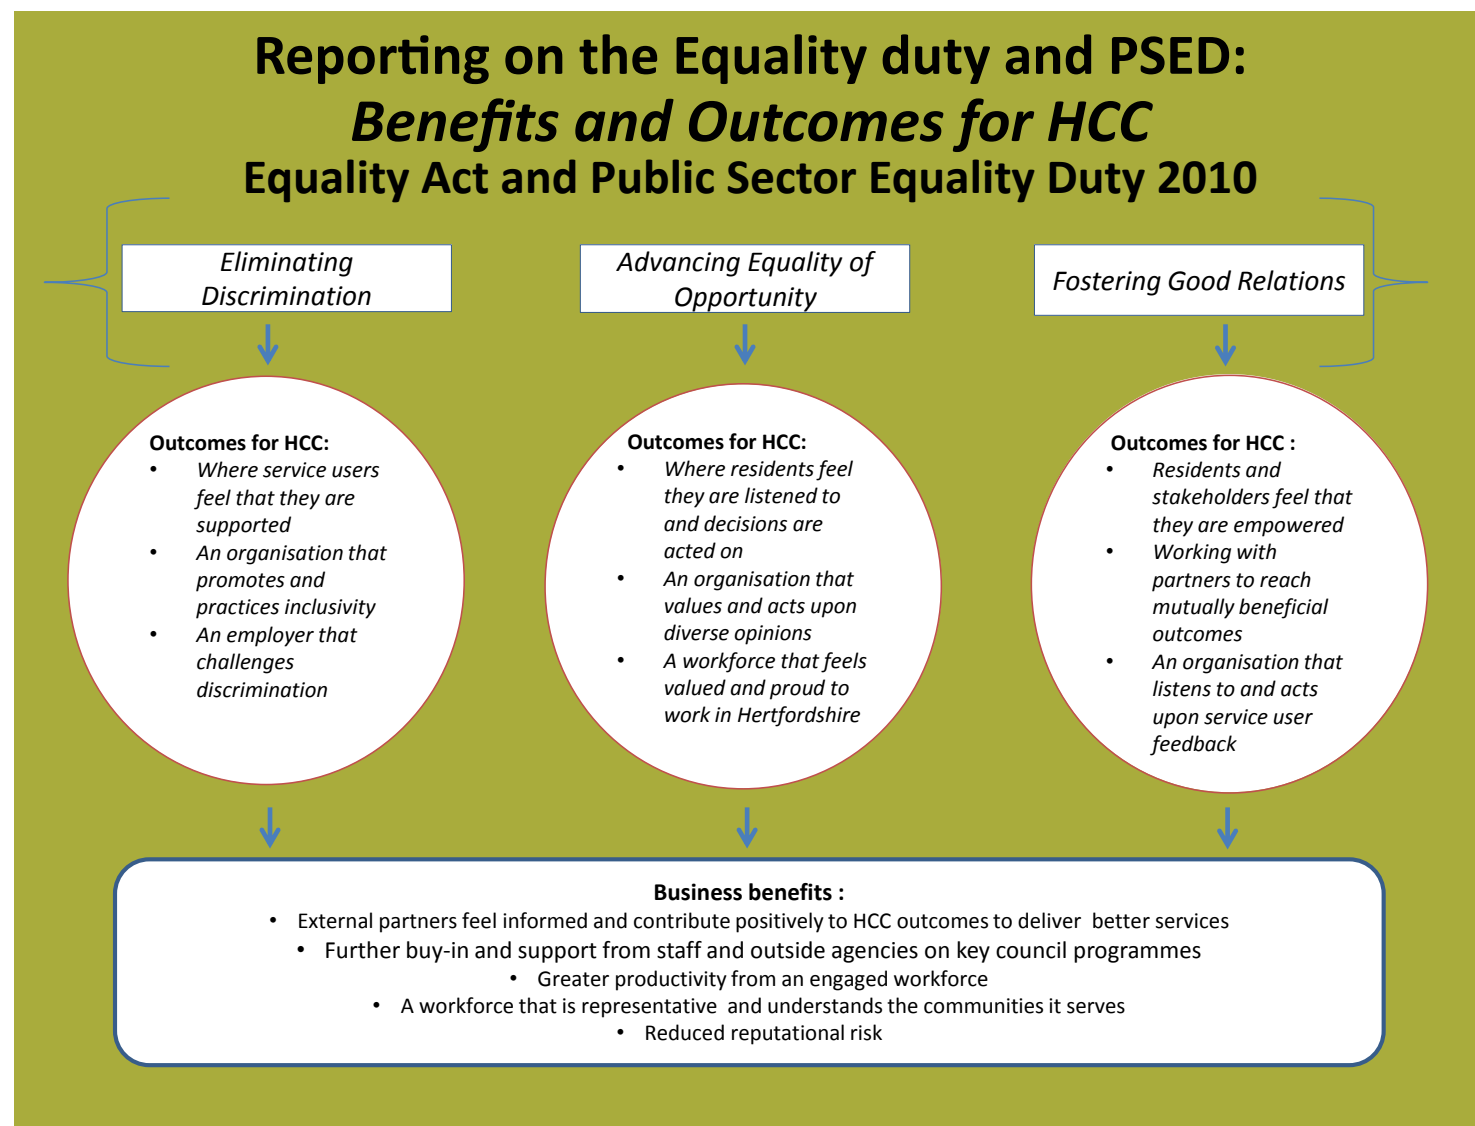 Reporting on the Equality duty and PSED:
Benefits and Outcomes for HCC
Equality Act and Public Sector Equality Duty 2010
Eliminating
Discrimination
Outcomes for HCC:
• Where service users
feel that they are
supported
• An organisation that
promotes and
practices inclusivity
• An employer that
challenges
discrimination
Advancing Equality of
Opportunity
Outcomes for HCC:
• Where residents feel
they are listened to
and decisions are
acted on
• An organisation that
values and acts upon
diverse opinions
• A workforce that feels
valued and proud to
work in Hertfordshire
Fostering Good Relations
Outcomes for HCC :
• Residents and
stakeholders feel that
they are empowered
• Working with
partners to reach
mutually beneficial
outcomes
• An organisation that
listens to and acts
upon service user
feedback
Business benefits :
• External partners feel informed and contribute positively to HCC outcomes to deliver better services
• Further buy-in and support from staff and outside agencies on key council programmes
• Greater productivity from an engaged workforce
• A workforce that is representative and understands the communities it serves
• Reduced reputational risk